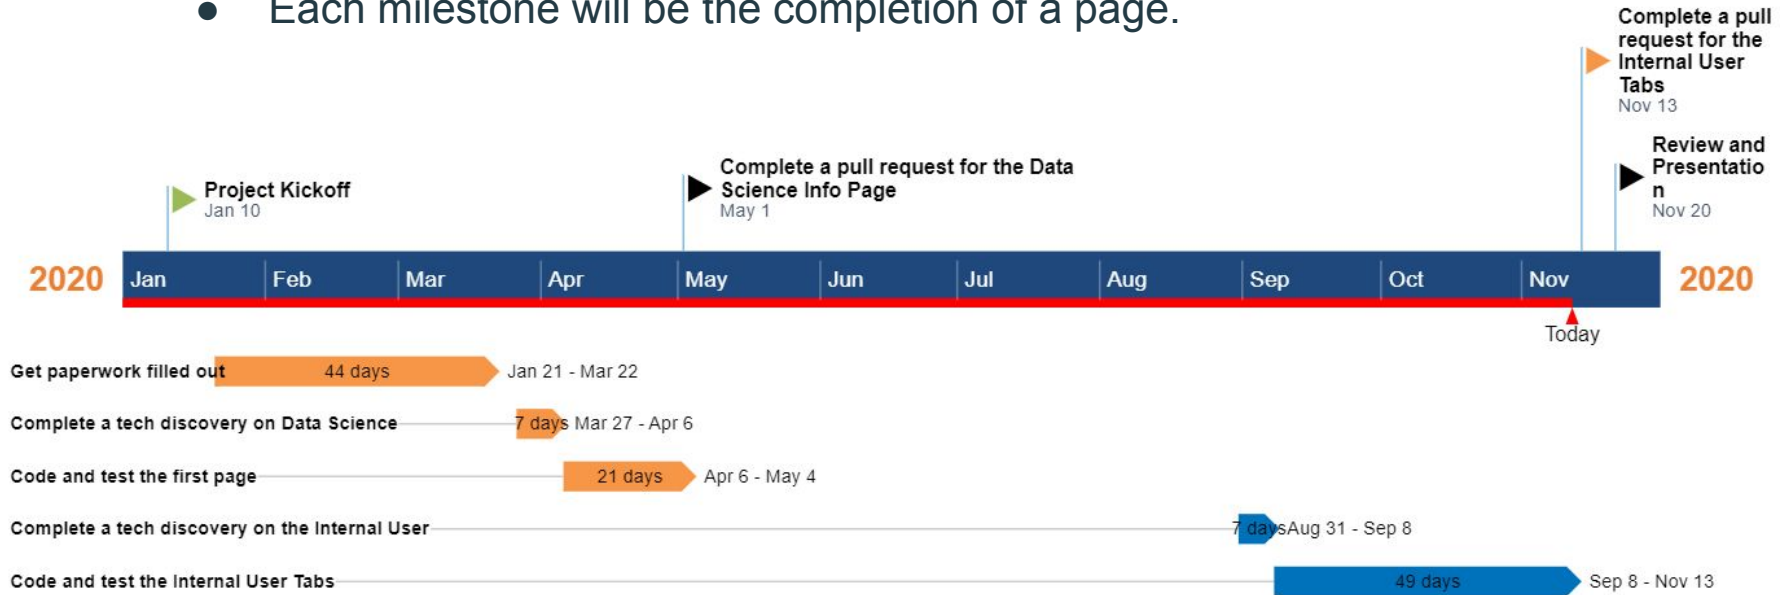 ● Each milestone will be the completion of a page.
Complete a pull
request for the
Internal User
Tabs
Nov 13
Review and
Presentatio
n
Nov 20
Project Kickoff
Jan 10
Complete a pull request for the Data
Science Info Page
May 1
2020 Jan Feb Mar Apr May Jun Jul Aug Sep Oct Nov 2020
Today
Get paperwork filled out 44 days Jan 21 - Mar 22
Complete a tech discovery on Data Science 7 days Mar 27 - Apr 6
Code and test the first page 21 days Apr 6 - May 4
Complete a tech discovery on the Internal User 7 days Aug 31 - Sep 8
Code and test the Internal User Tabs 49 days Sep 8 - Nov 13